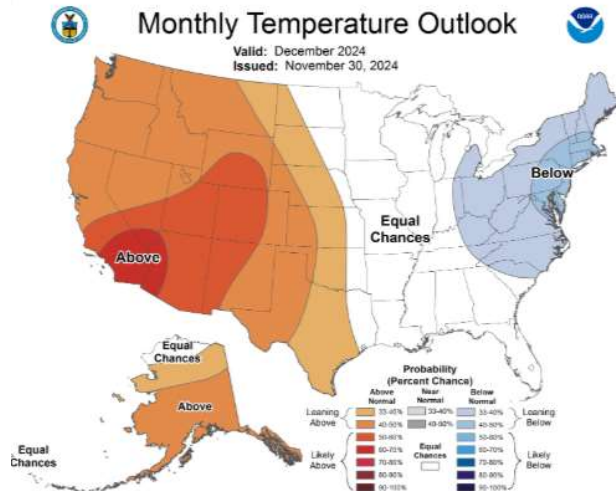 Monthly Temperature Outlook
Valid: December 2024
Issued: November 30, 2024
Above
Equal
Chances
Below
Equal
Chances
Above
Equal
Chances
Probability
(Percent Chance)
Above Normal
Near Normal
Below Normal
Leaning Above
33-40%
40-50%
Likely Above
50-60%
60-70%
70-80%
80-90%
90-100%
33-40%
40-50%
Equal Chances
33-40%
40-50%
Leaning Below
50-60%
60-70%
70-80%
80-90%
90-100%
Likely Below